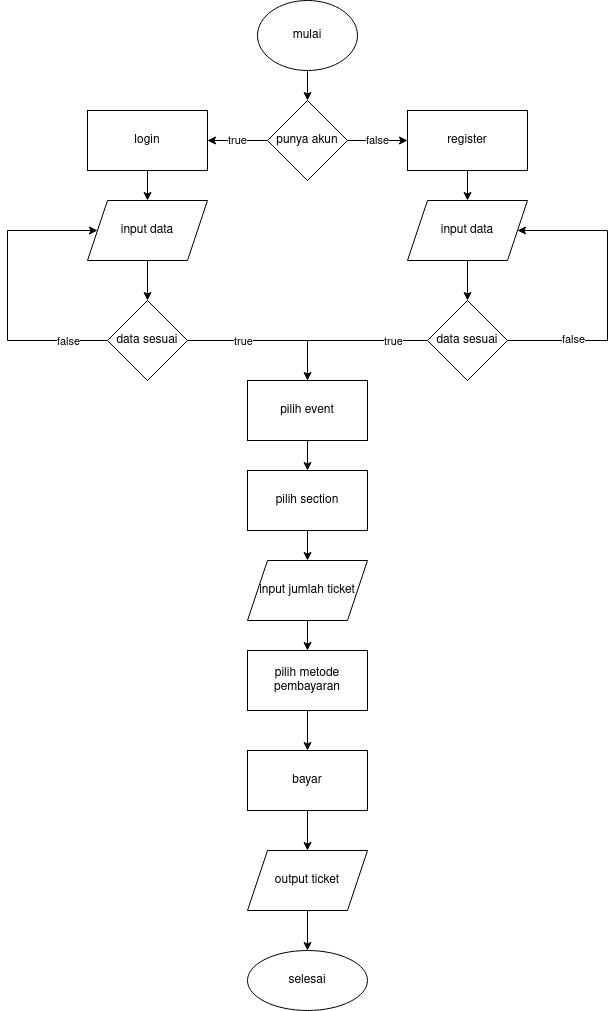 mulai
login
true
punya akun
false
register
input data
input data
false
data sesuai
true
true
data sesuai
false
pilih event
pilih section
input jumlah ticket
pilih metode
pembayaran
bayar
output ticket
selesai